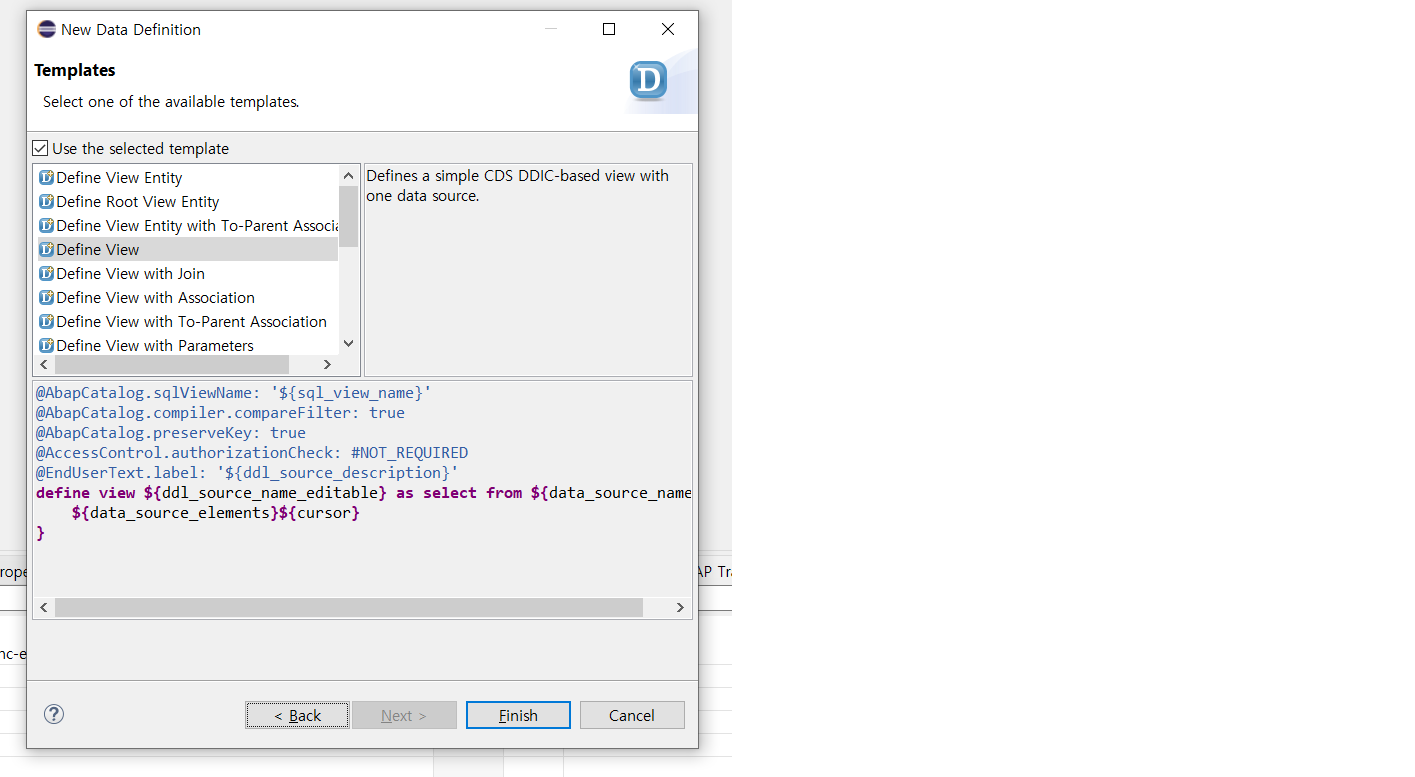 New Data Definition
Templates
Select one of the available templates.
D
Use the selected template
Define View Entity
Define Root View Entity
Define View Entity with To-Parent Associa
Define View
Define View with Join
Define View with Association
Define View with To-Parent Association
Define View with Parameters
Defines a simple CDS DDIC-based view with
one data source.
@AbapCatalog.sqlViewName: '${sql_view_name}'
@AbapCatalog.compiler.compareFilter: true
@AbapCatalog.preserveKey: true
@AccessControl.authorizationCheck: #NOT_REQUIRED
@EndUserText.label: '${ddl_source_description}'
define view ${ddl_source_name_editable} as select from ${data_source_name
${data_source_elements}${cursor}
}
rope
AP Tra
nc-e
?
< Back
Next >
Finish
Cancel